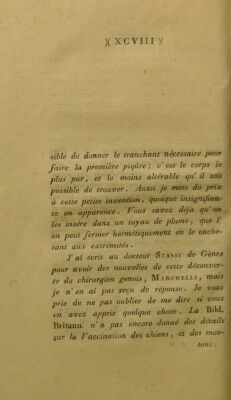 )( XCVIII )(
sible de donner le tranchant nécessaire pour
faire la première piqûre; c'est le corps le
plus pur, et le moins altérable qu'il soit
possible de trouver. Aussi je mets du prix
à cette petite invention, quoique insignifian-
te en apparence. Vous savez déjà qu'on
les insère dans un tuyau de plume, que l'
on peut fermer hermétiquement en le cache-
tant aux extrémités.
J'ai écrit au docteur Scassi de Gênes
pour avoir des nouvelles de cette découver-
te du chirurgien genois, Marchelli, mais
je n'en ai pas reçu de réponse. Je vous
prie de ne pas oublier de me dire si vous
en avez appris quelque chose. La Bibl.
Britann. n'a pas encore donné des détails
sur la Vaccination des chiens, et des mou-
tons.